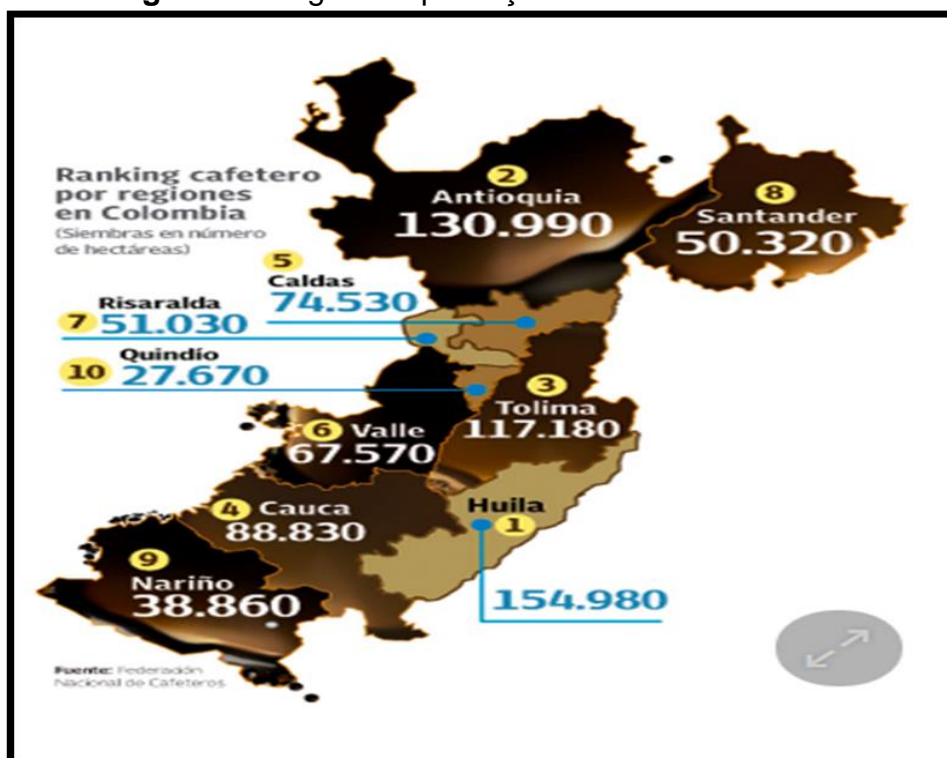 Ranking cafetero
por regiones
en Colombia
(Siembras en número
de hectáreas)
2
Antioquia
130.990
8
Santander
50.320
5
Caldas
74.530
Risaralda
7 51.030
Quindío
10 27.670
3
Tolima
117.180
6 Valle
67.570
4 Cauca
88.830
Huila
1
154.980
9
Nariño
38.860
Fuente: Federación
Nacional de Cafeteros